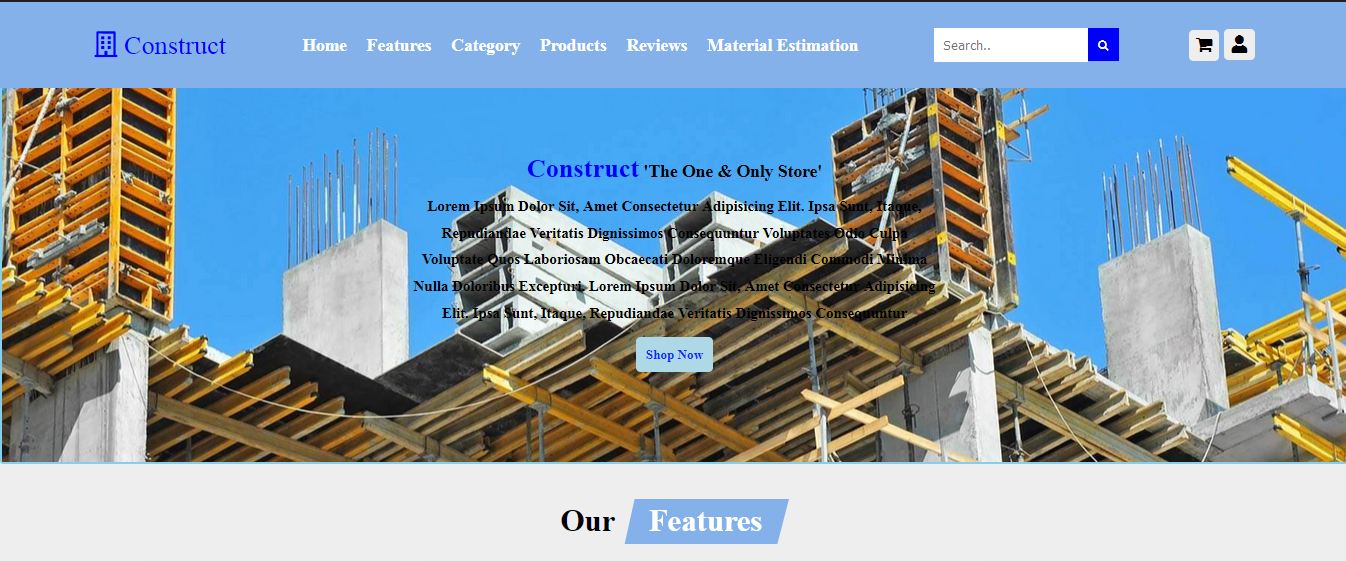 Construct
Home Features Category Products Reviews Material Estimation
Search..
Construct 'The One & Only Store'
Lorem Ipsum Dolor Sit, Amet Consectetur Adipisicing Elit. Ipsa Sunt, Itaque,
Repudiandae Veritatis Dignissimos Consequuntur Voluptates Odio Culpa
Voluptate Quos Laboriosam Obcaecati Doloremque Eligendi Commodi Minima
Nulla Doloribus Excepturi. Lorem Ipsum Dolor Sit, Amet Consectetur Adipisicing
Elit. Ipsa Sunt, Itaque, Repudiandae Veritatis Dignissimos Consequuntur
Shop Now
Our Features